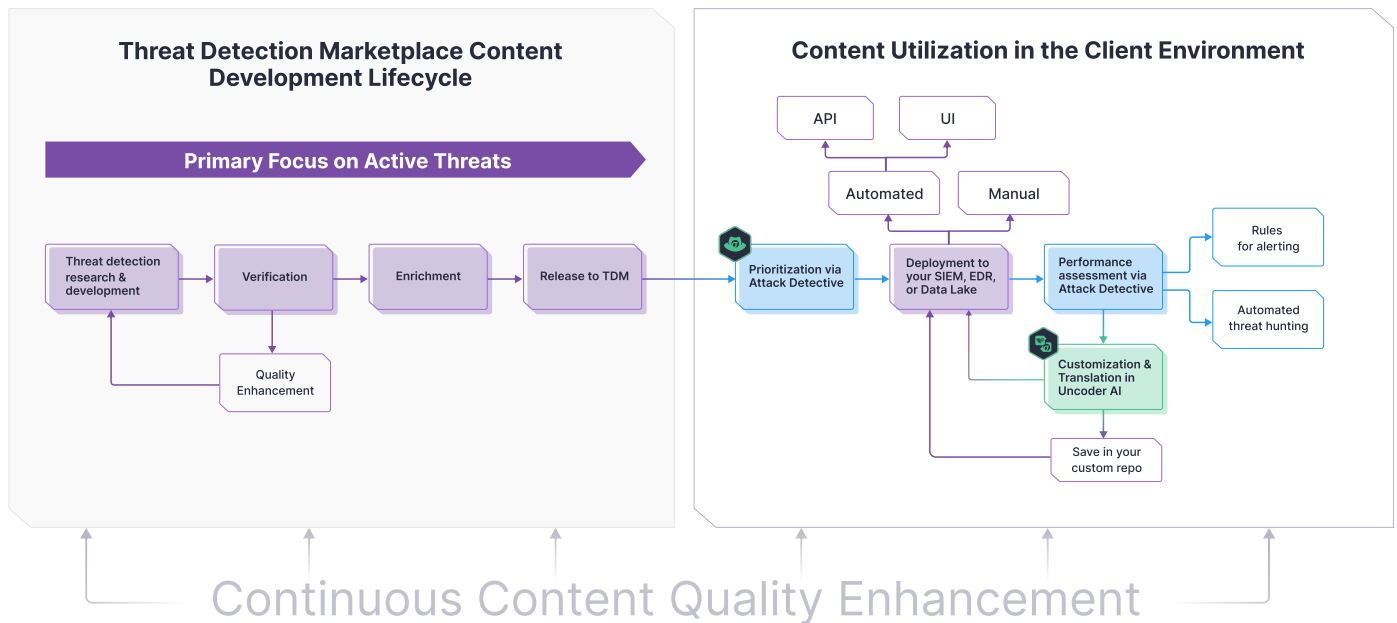 Threat Detection Marketplace Content
Development Lifecycle
Primary Focus on Active Threats
Threat detection
research &
development
Verification
Enrichment
Release to TDM
Quality
Enhancement
Content Utilization in the Client Environment
API
UI
Automated
Manual
Prioritization via
Attack Detective
Deployment to
your SIEM, EDR,
or Data Lake
Performance
assessment via
Attack Detective
Rules
for alerting
Automated
threat hunting
Customization &
Translation in
Uncoder AI
Save in your
custom repo
Continuous Content Quality Enhancement